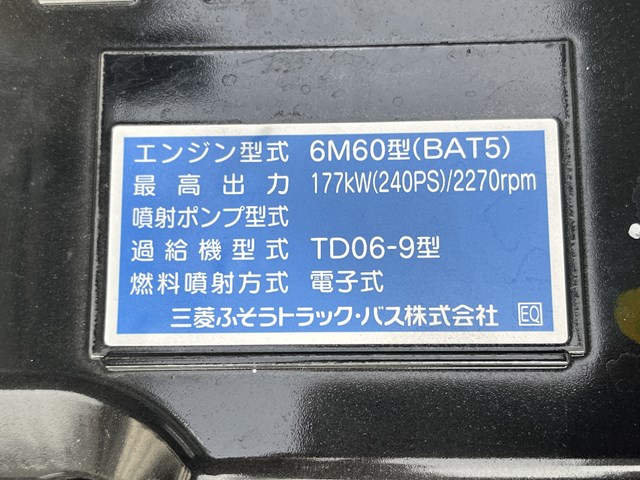 エンジン型式 6M60型(BAT5)
最高出力 177kW(240PS)/2270rpm
噴射ポンプ型式
過給機型式 TD06-9型
燃料噴射方式 電子式
三菱ふそうトラック・バス株式会社 EQ